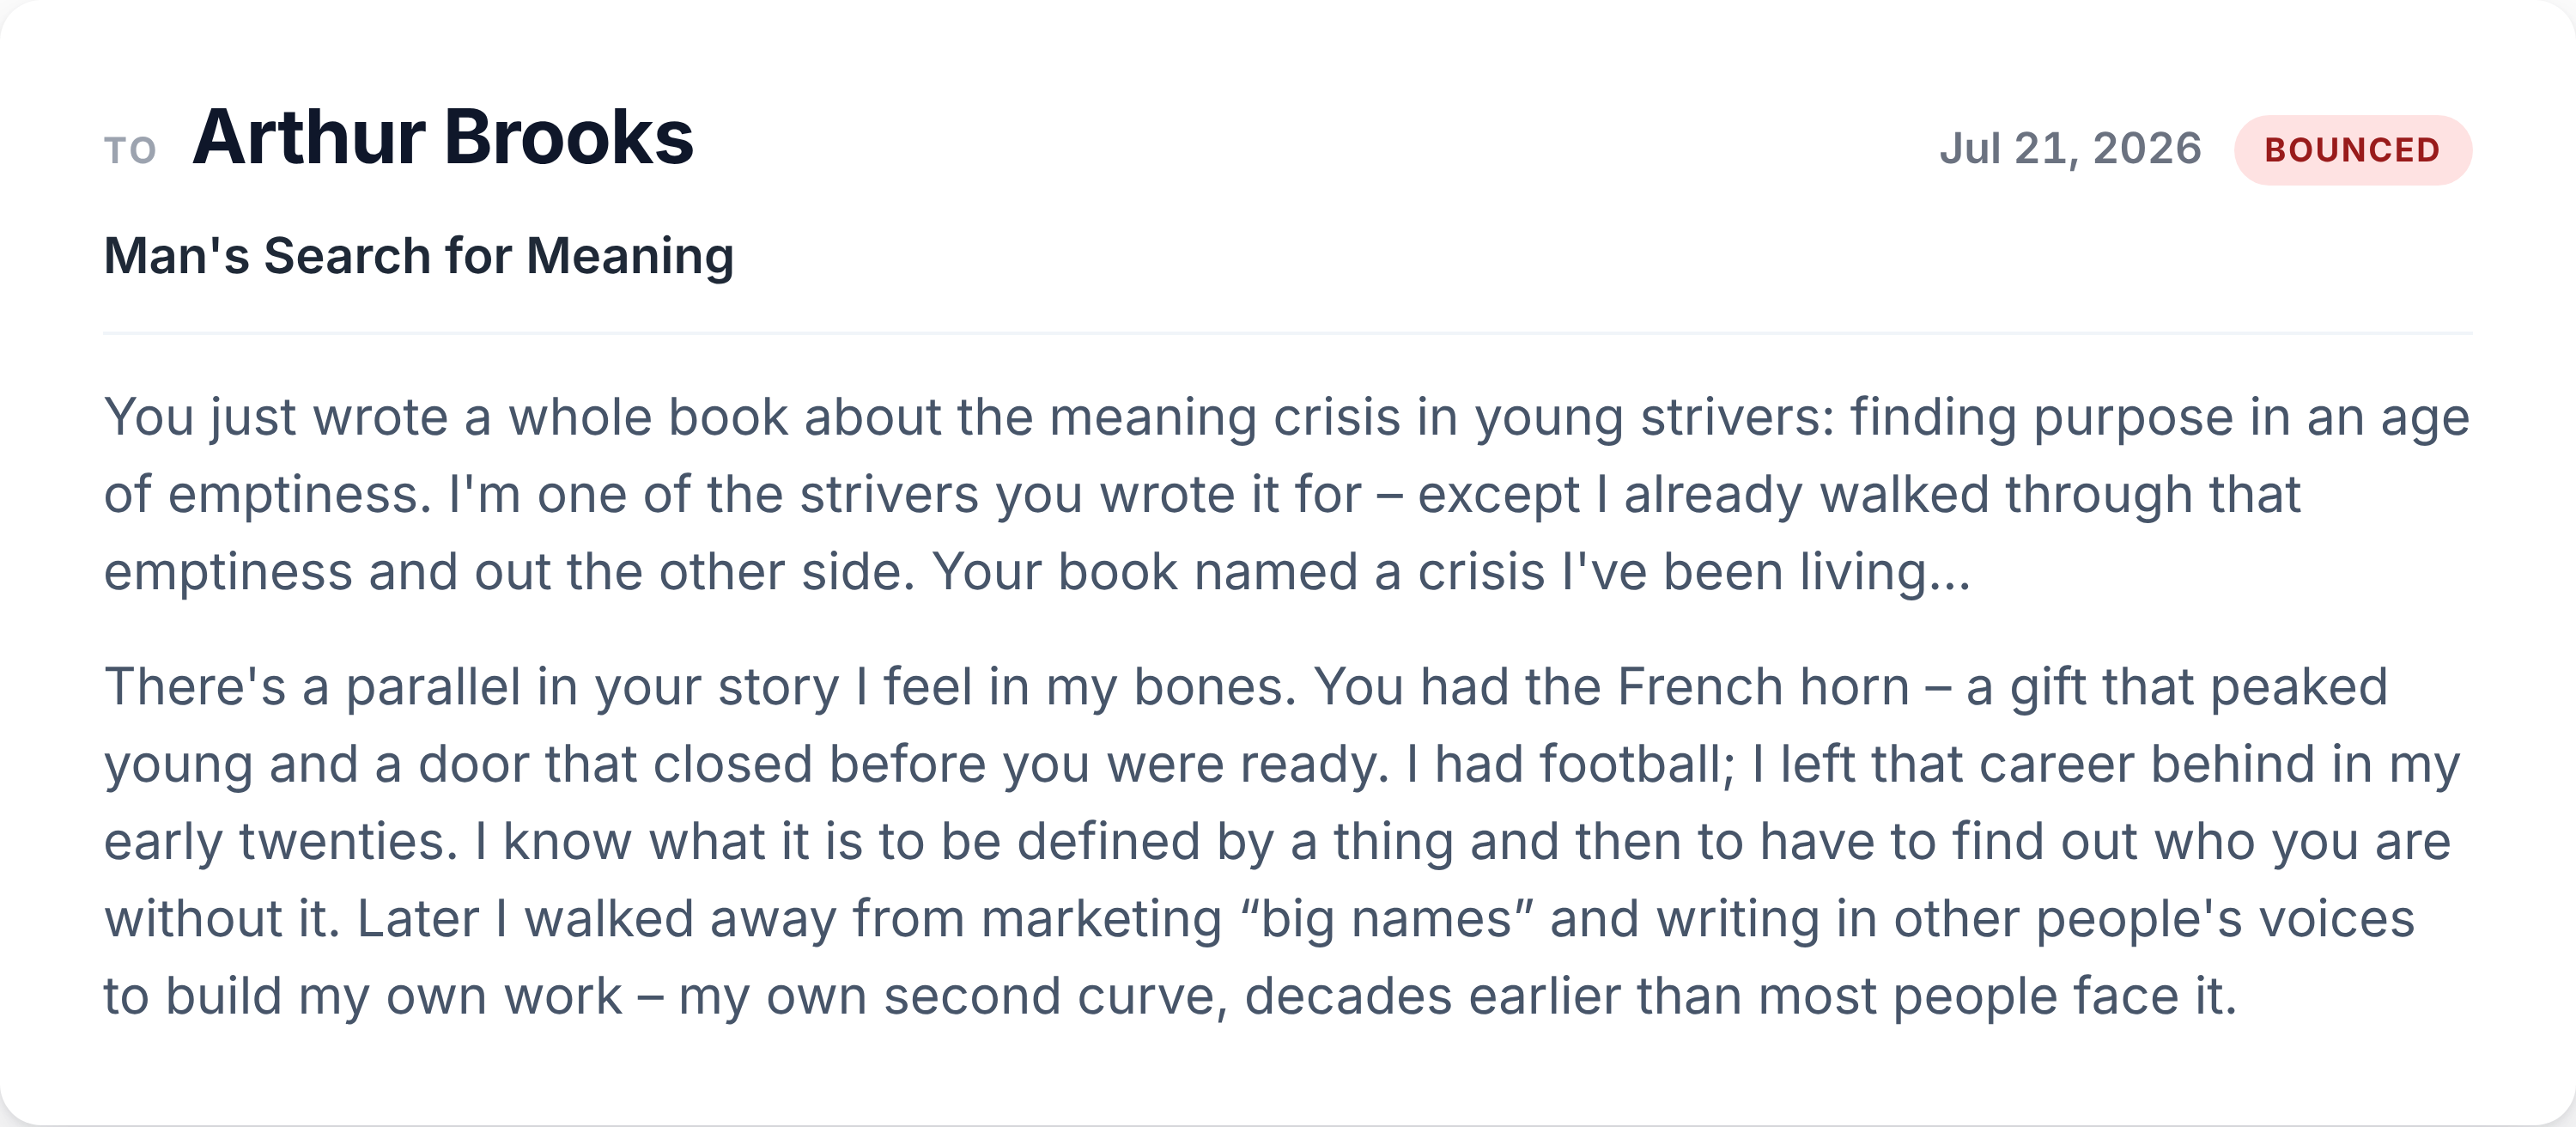 TO Arthur Brooks Jul 21, 2026 BOUNCED
Man's Search for Meaning
You just wrote a whole book about the meaning crisis in young strivers: finding purpose in an age
of emptiness. I'm one of the strivers you wrote it for – except I already walked through that
emptiness and out the other side. Your book named a crisis I've been living...
There's a parallel in your story I feel in my bones. You had the French horn – a gift that peaked
young and a door that closed before you were ready. I had football; I left that career behind in my
early twenties. I know what it is to be defined by a thing and then to have to find out who you are
without it. Later I walked away from marketing “big names” and writing in other people's voices
to build my own work – my own second curve, decades earlier than most people face it.